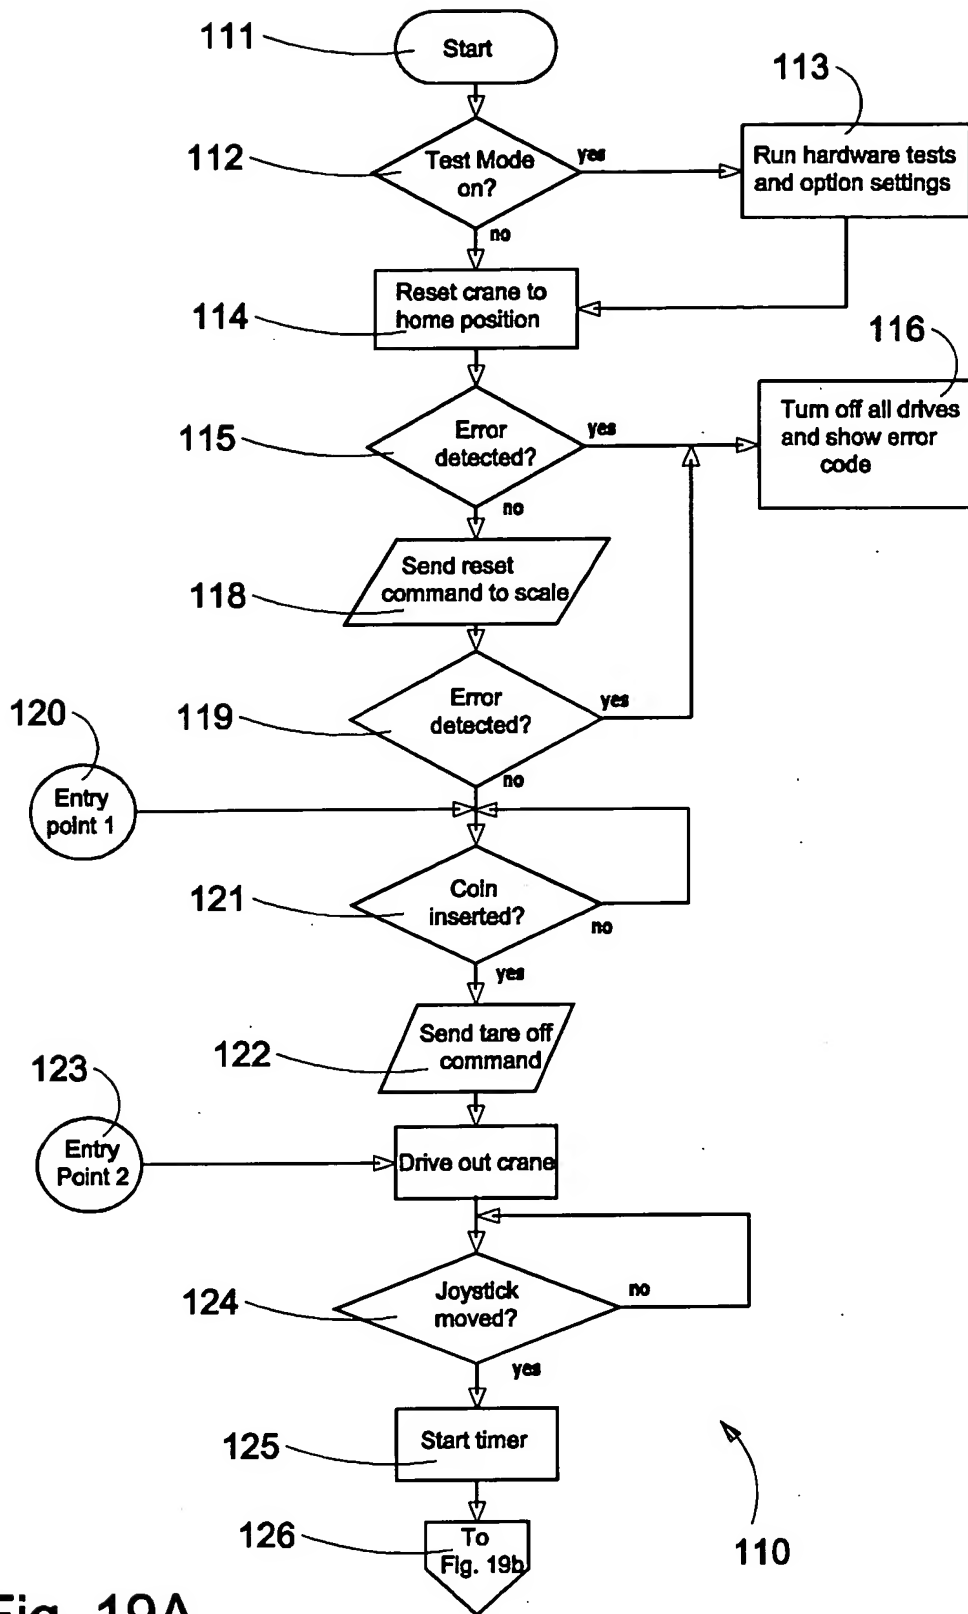 111
Start
113
112
Test Mode
on?
yes
Run hardware tests
and option settings
no
114
Reset crane to
home position
116
115
Error
detected?
yes
Turn off all drives
and show error
code
no
118
Send reset
command to scale
120
119
Error
detected?
yes
no
Entry
point 1
121
Coin
inserted?
no
yes
122
Send tare off
command
123
Entry
Point 2
Drive out crane
124
Joystick
moved?
no
yes
125
Start timer
126
To
Fig. 19b
110
Fig. 19A